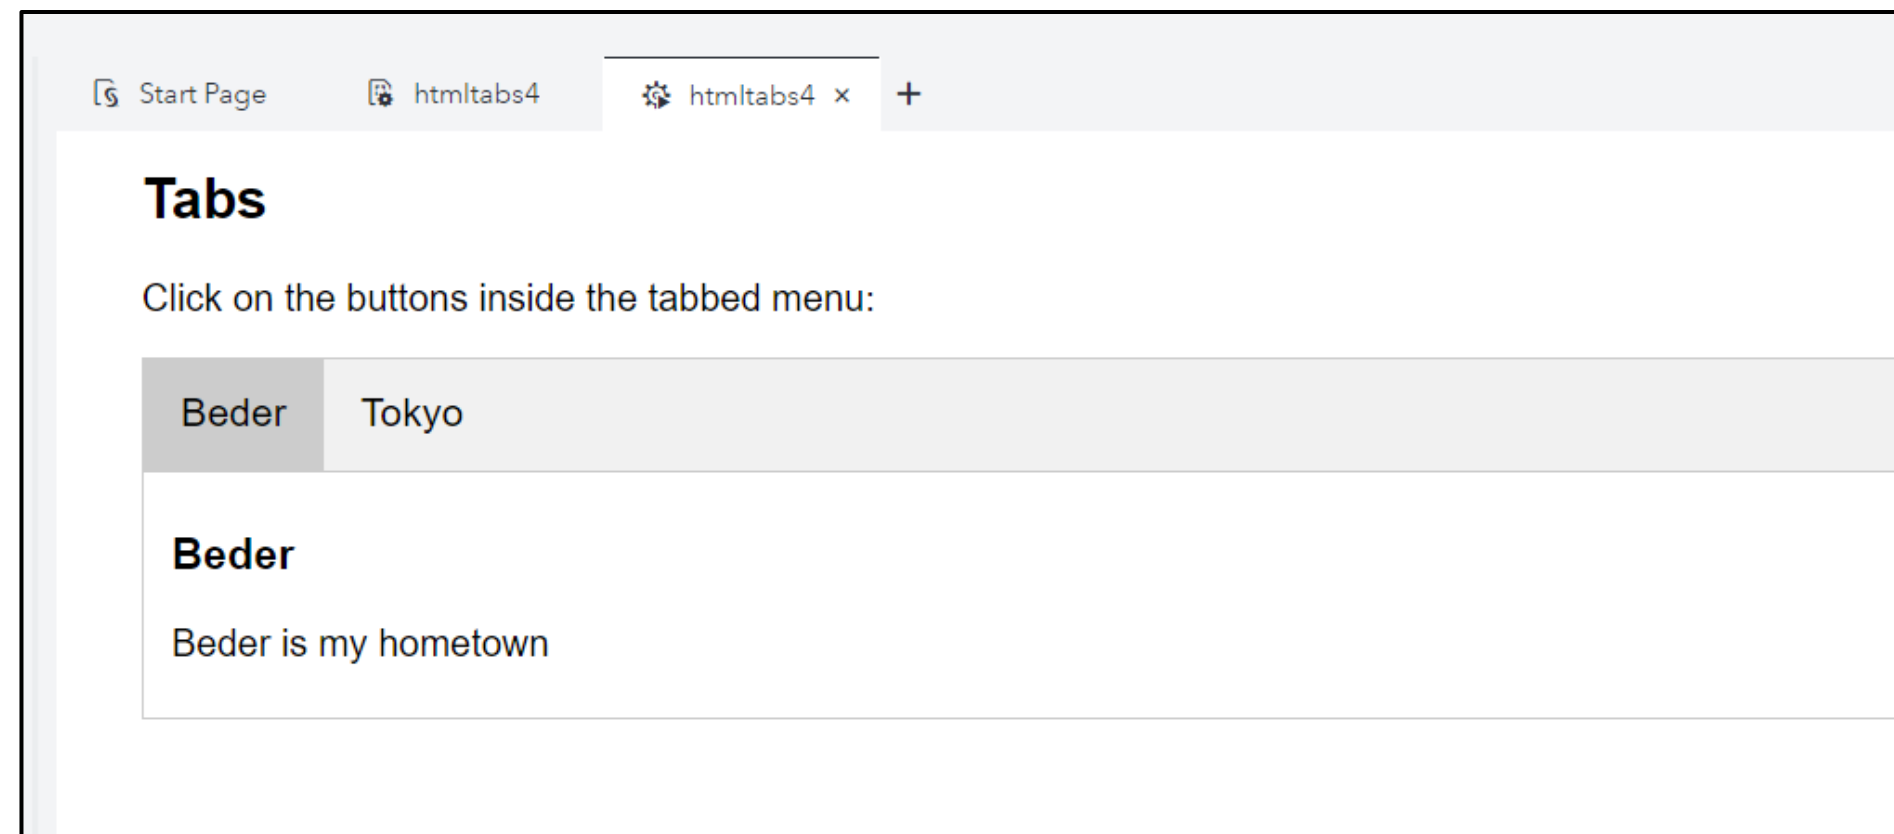 Start Page htmltabs4 htmltabs4 × +
Tabs
Click on the buttons inside the tabbed menu:
Beder Tokyo
Beder
Beder is my hometown